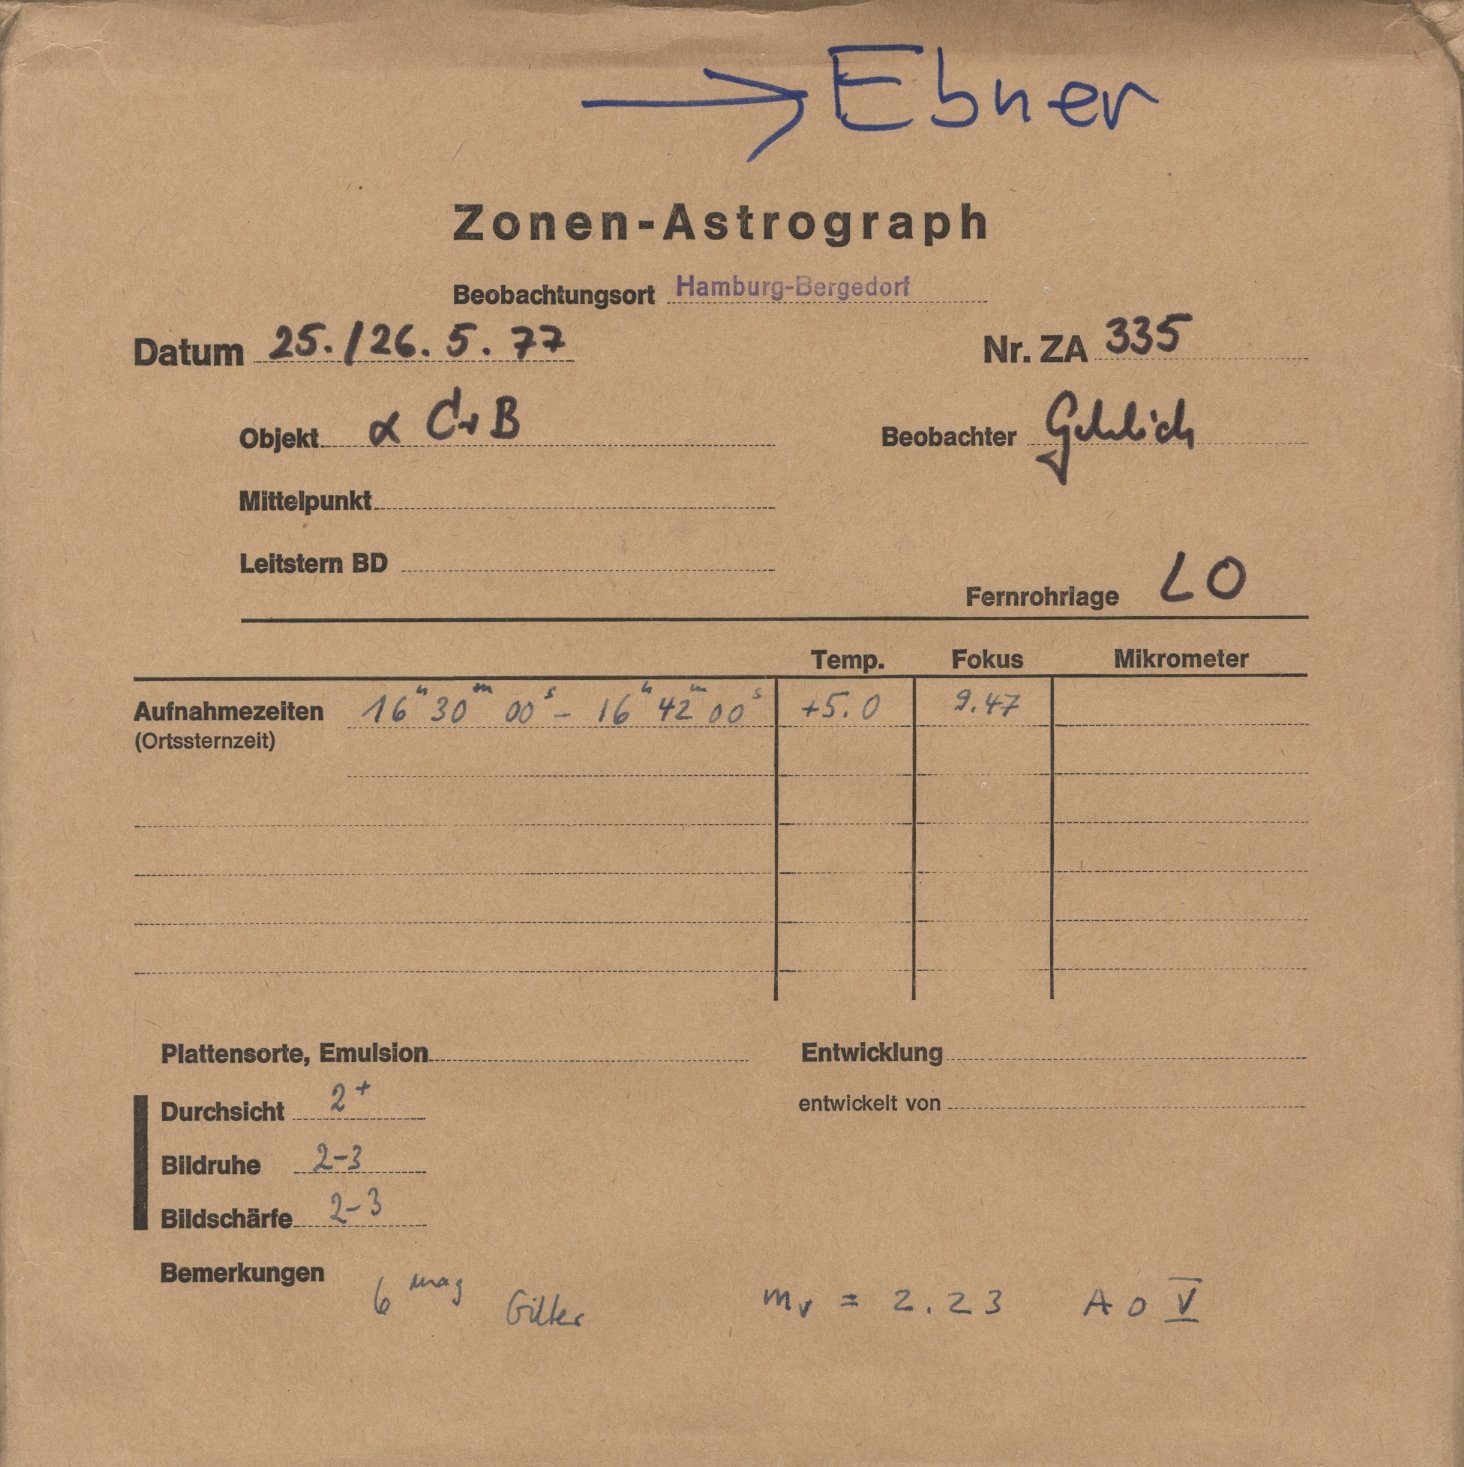 → Ebner
Zonen-Astrograph
Beobachtungsort Hamburg-Bergedorf
Datum 25./26. 5. 77 Nr. ZA 335
Objekt α CrB Beobachter
Mittelpunkt
Leitstern BD
Fernrohrlage LO
Temp. Fokus Mikrometer
Aufnahmezeiten 16ʰ 30ᵐ 00ˢ – 16ʰ 42ᵐ 00ˢ +5.0 9.47
(Ortssternzeit)
Plattensorte, Emulsion Entwicklung
Durchsicht 2⁺ entwickelt von
Bildruhe 2-3
Bildschärfe 2-3
Bemerkungen
6 mag Gitter mᵥ = 2.23 A0 V